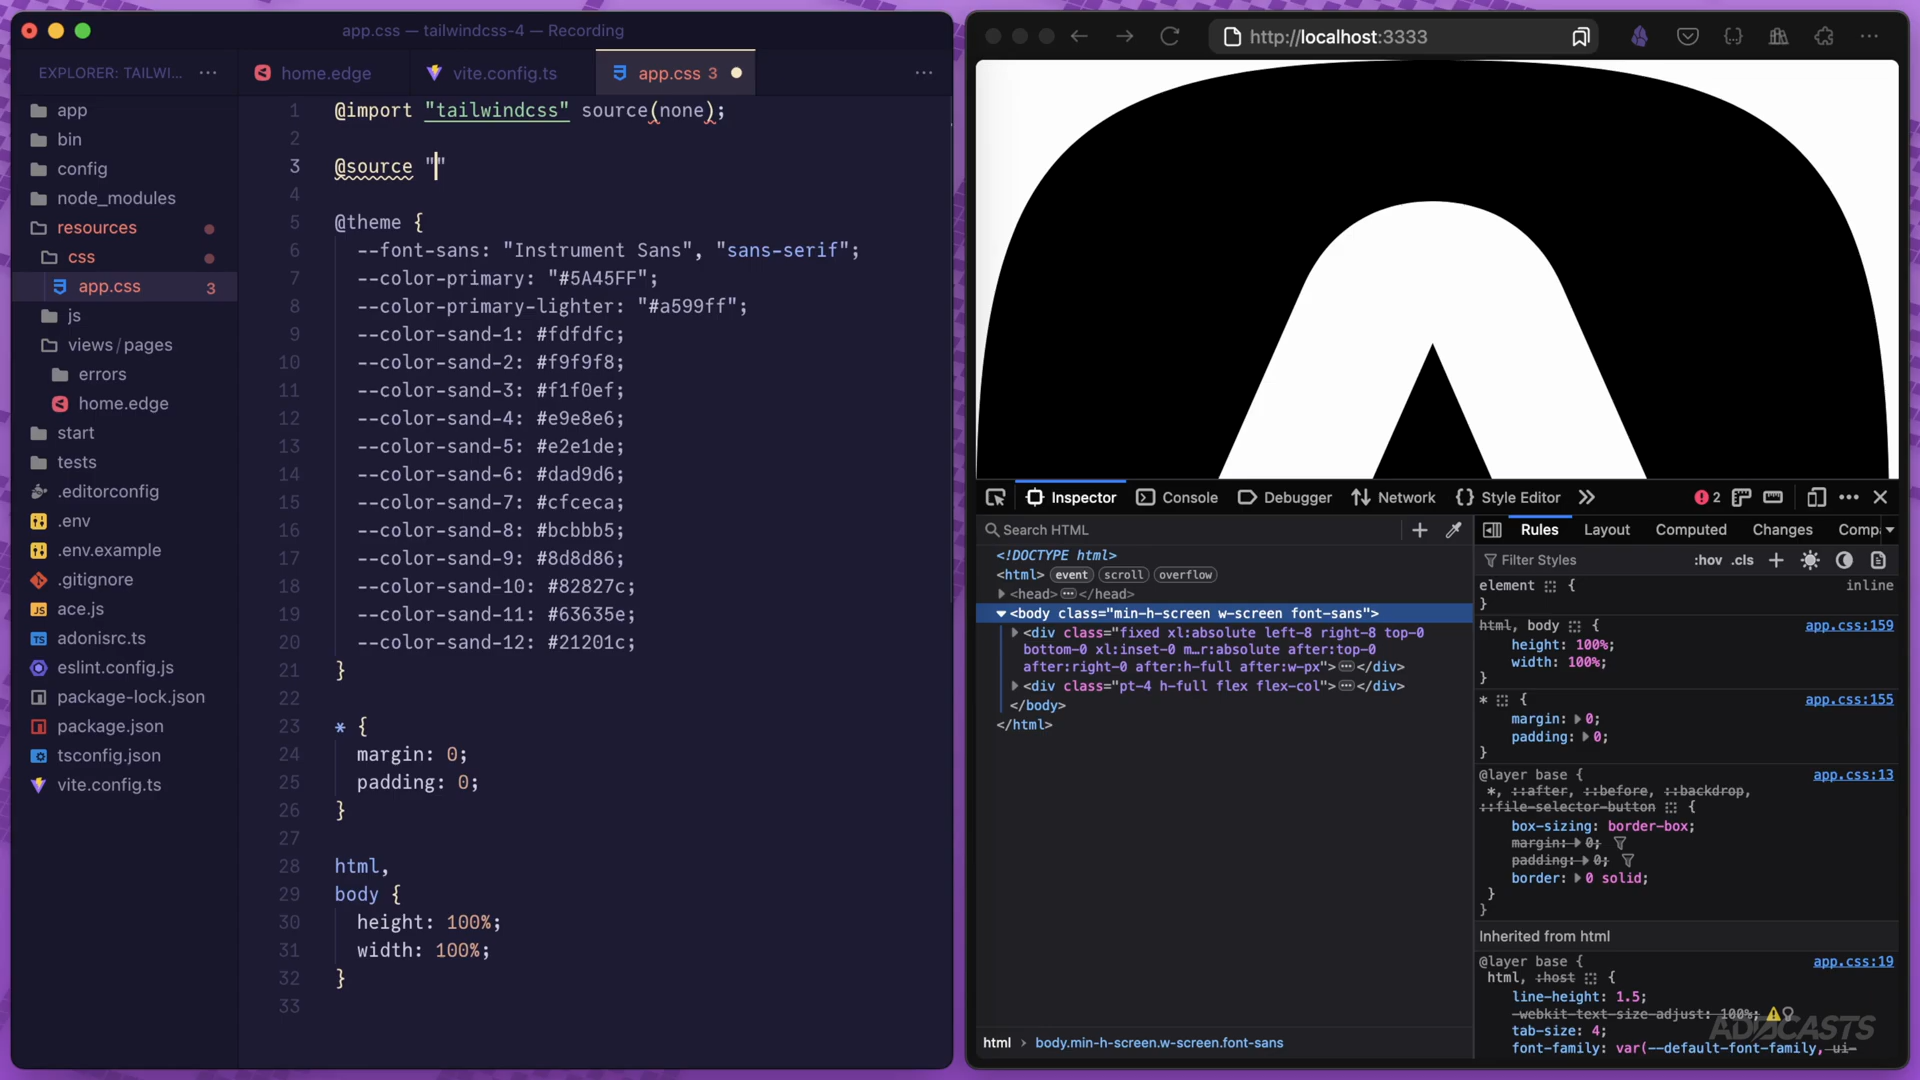 app.css — tailwindcss-4 — Recording
EXPLORER: TAILWI... ···
home.edge
vite.config.ts
app.css 3
···
app
bin
config
node_modules
resources
css
app.css 3
js
views/pages
errors
home.edge
start
tests
.editorconfig
.env
.env.example
.gitignore
ace.js
adonisrc.ts
eslint.config.js
package-lock.json
package.json
tsconfig.json
vite.config.ts
1 @import "tailwindcss" source(none);
2
3 @source ""
4
5 @theme {
6 --font-sans: "Instrument Sans", "sans-serif";
7 --color-primary: "#5A45FF";
8 --color-primary-lighter: "#a599ff";
9 --color-sand-1: #fdfdfc;
10 --color-sand-2: #f9f9f8;
11 --color-sand-3: #f1f0ef;
12 --color-sand-4: #e9e8e6;
13 --color-sand-5: #e2e1de;
14 --color-sand-6: #dad9d6;
15 --color-sand-7: #cfceca;
16 --color-sand-8: #bcbbb5;
17 --color-sand-9: #8d8d86;
18 --color-sand-10: #82827c;
19 --color-sand-11: #63635e;
20 --color-sand-12: #21201c;
21 }
22
23 * {
24 margin: 0;
25 padding: 0;
26 }
27
28 html,
29 body {
30 height: 100%;
31 width: 100%;
32 }
33
http://localhost:3333
Inspector Console Debugger Network Style Editor 2
Search HTML
<!DOCTYPE html>
<html> event scroll overflow
<head> </head>
<body class="min-h-screen w-screen font-sans">
<div class="fixed xl:absolute left-8 right-8 top-0
bottom-0 xl:inset-0 m…r:absolute after:top-0
after:right-0 after:h-full after:w-px"> </div>
<div class="pt-4 h-full flex flex-col"> </div>
</body>
</html>
html › body.min-h-screen.w-screen.font-sans
Rules Layout Computed Changes Comp
Filter Styles :hov .cls
element { inline
}
html, body { app.css:159
height: 100%;
width: 100%;
}
* { app.css:155
margin: 0;
padding: 0;
}
@layer base { app.css:13
*, ::after, ::before, ::backdrop,
::file-selector-button {
box-sizing: border-box;
margin: 0;
padding: 0;
border: 0 solid;
}
}
Inherited from html
@layer base { app.css:19
html, :host {
line-height: 1.5;
-webkit-text-size-adjust: 100%;
tab-size: 4;
font-family: var(--default-font-family, ui-
ADOCASTS